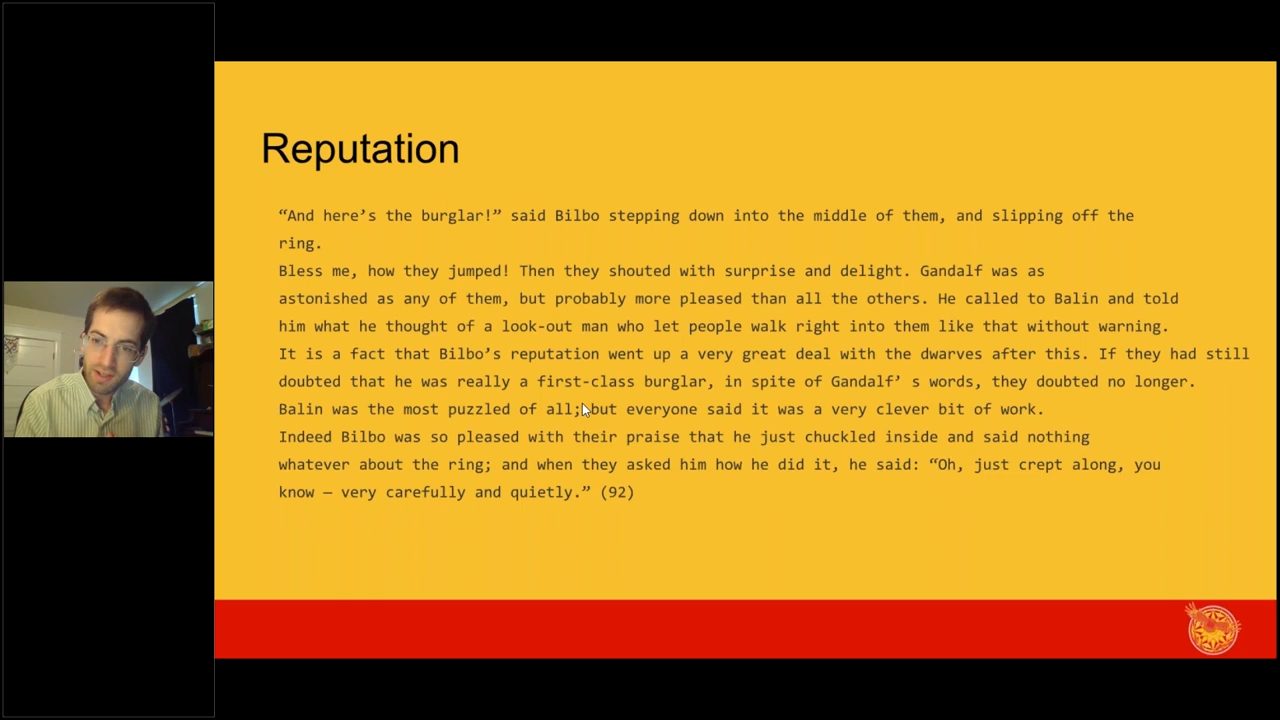 Reputation
“And here’s the burglar!” said Bilbo stepping down into the middle of them, and slipping off the
ring.
Bless me, how they jumped! Then they shouted with surprise and delight. Gandalf was as
astonished as any of them, but probably more pleased than all the others. He called to Balin and told
him what he thought of a look-out man who let people walk right into them like that without warning.
It is a fact that Bilbo’s reputation went up a very great deal with the dwarves after this. If they had still
doubted that he was really a first-class burglar, in spite of Gandalf’ s words, they doubted no longer.
Balin was the most puzzled of all; but everyone said it was a very clever bit of work.
Indeed Bilbo was so pleased with their praise that he just chuckled inside and said nothing
whatever about the ring; and when they asked him how he did it, he said: “Oh, just crept along, you
know – very carefully and quietly.” (92)